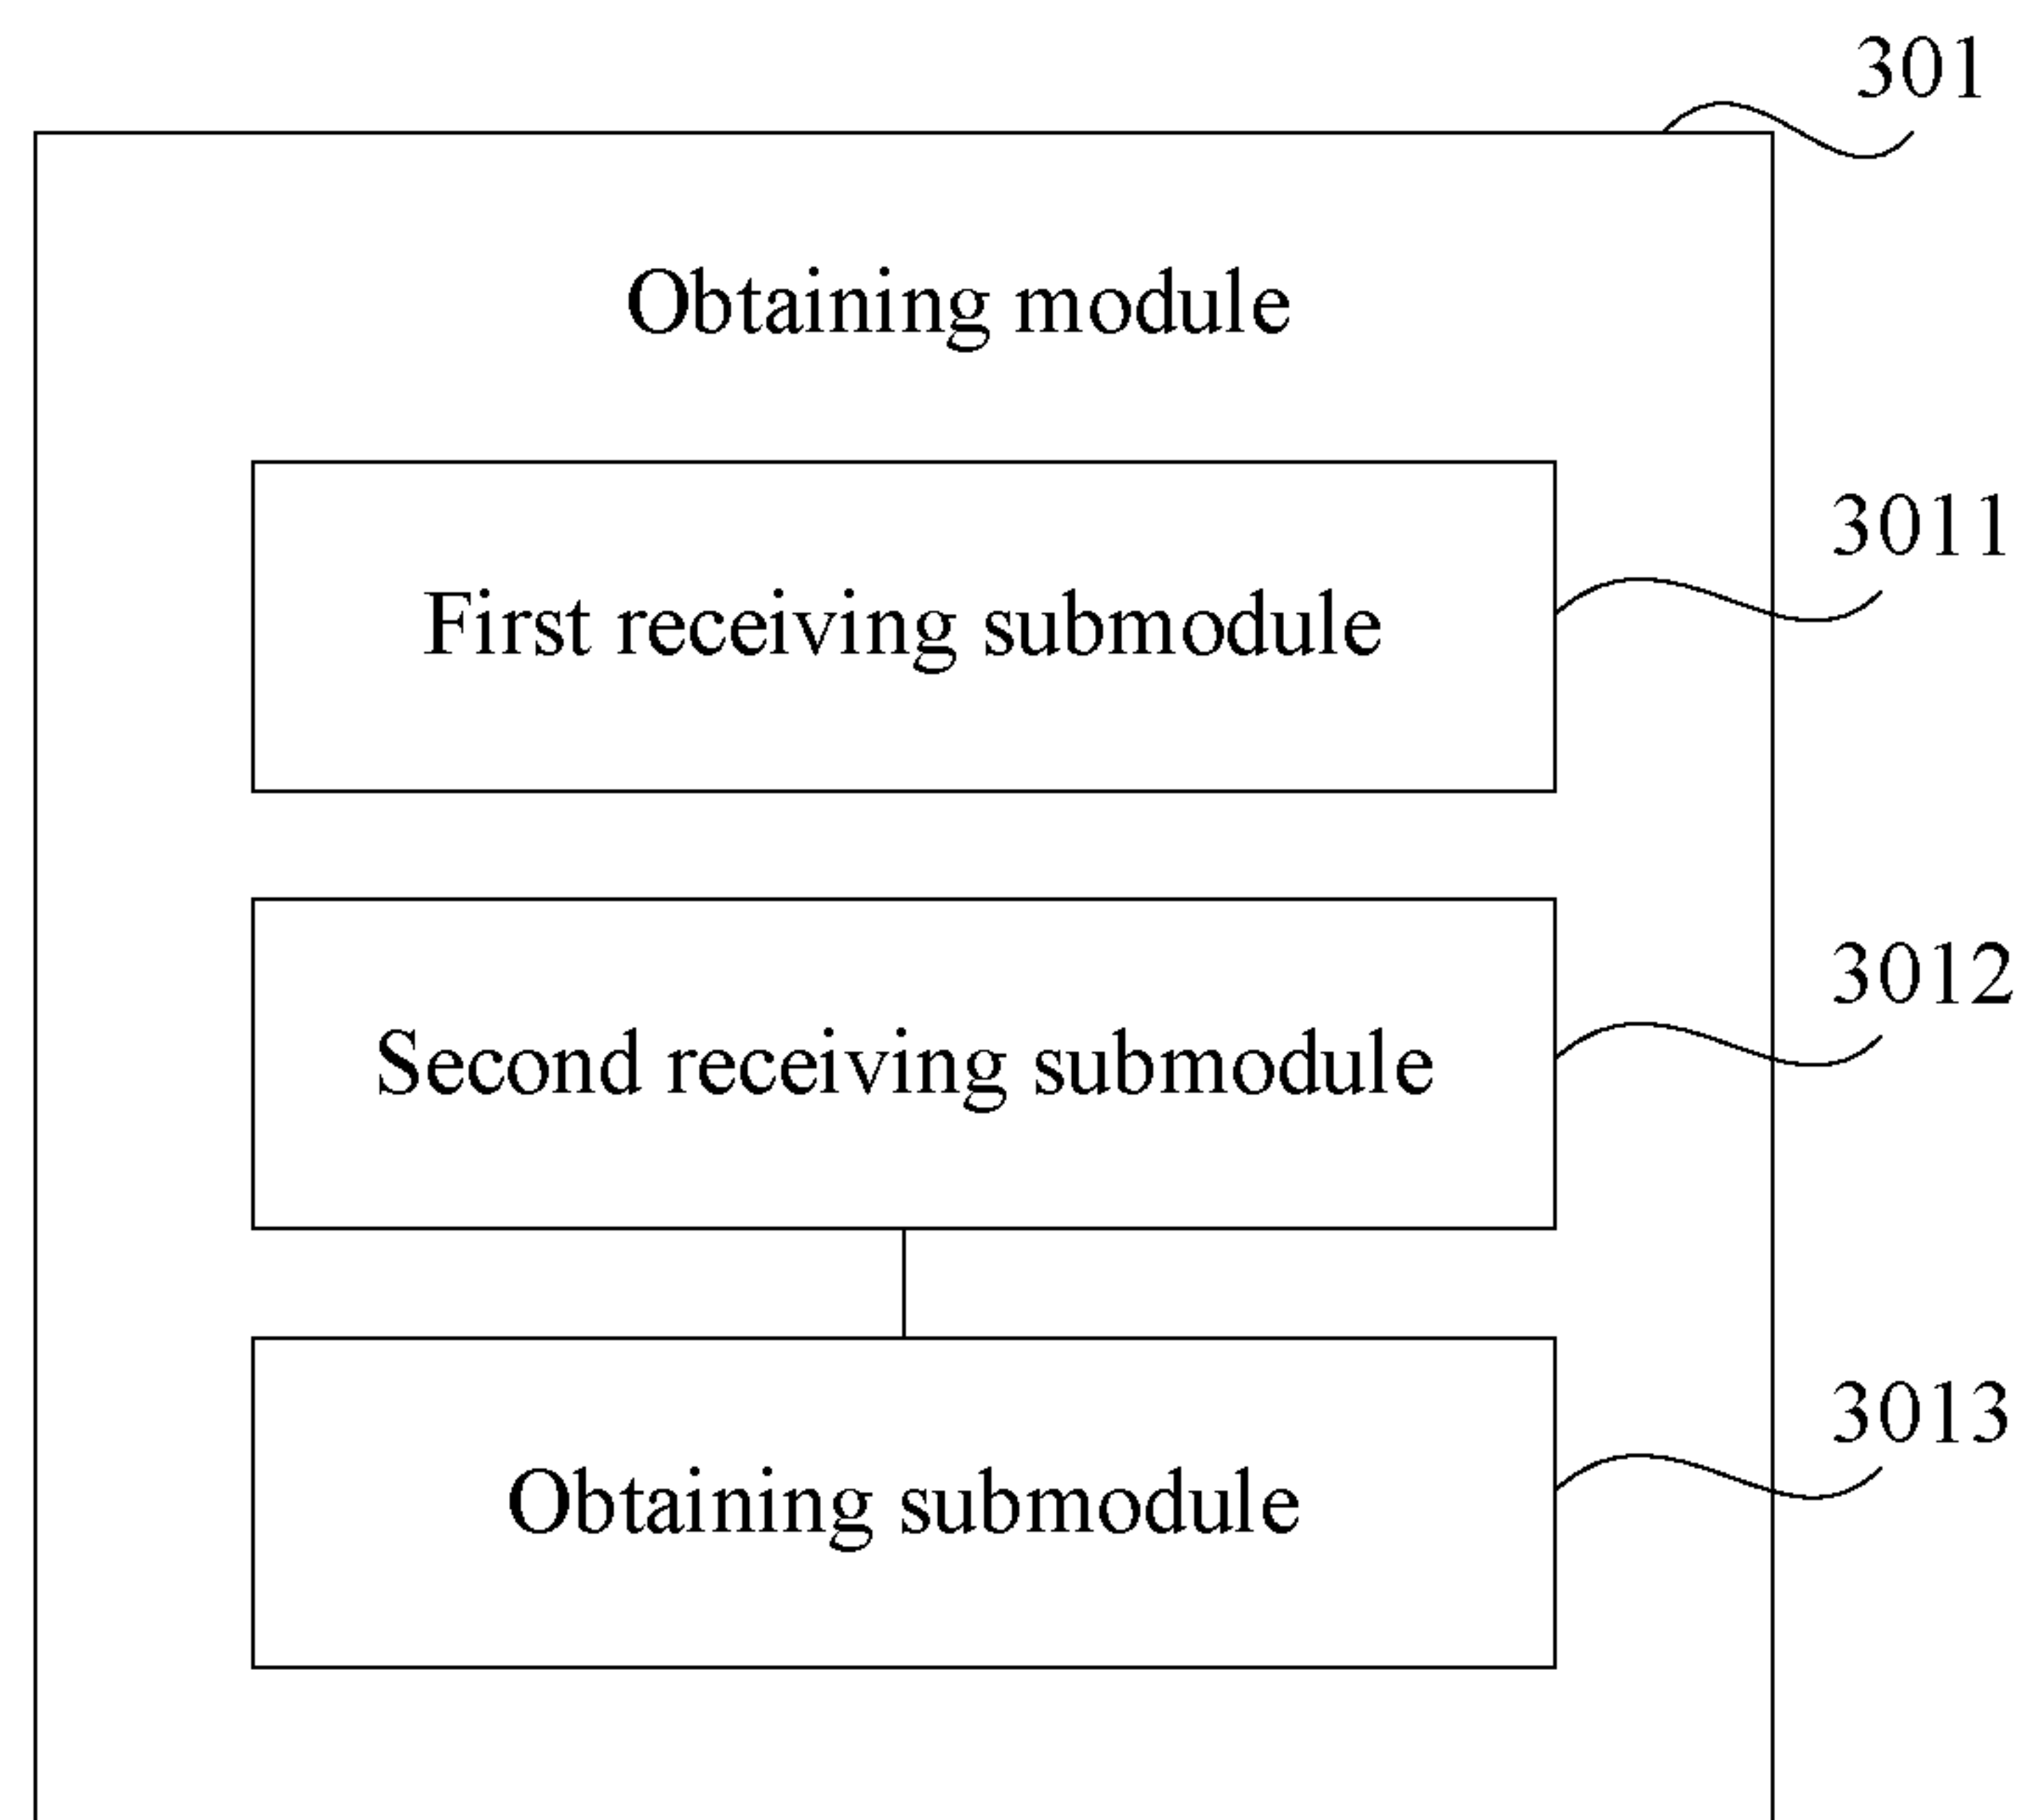 301
Obtaining module
3011
First receiving submodule
3012
Second receiving submodule
3013
Obtaining submodule